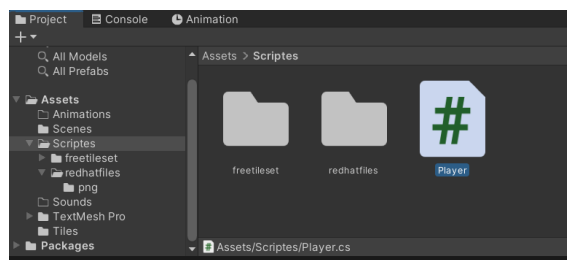 Project Console Animation
All Models
All Prefabs
Assets
Animations
Scenes
Scriptes
freetileset
redhatfiles
png
Sounds
TextMesh Pro
Tiles
Packages
Assets > Scriptes
freetileset redhatfiles Player
Assets/Scriptes/Player.cs